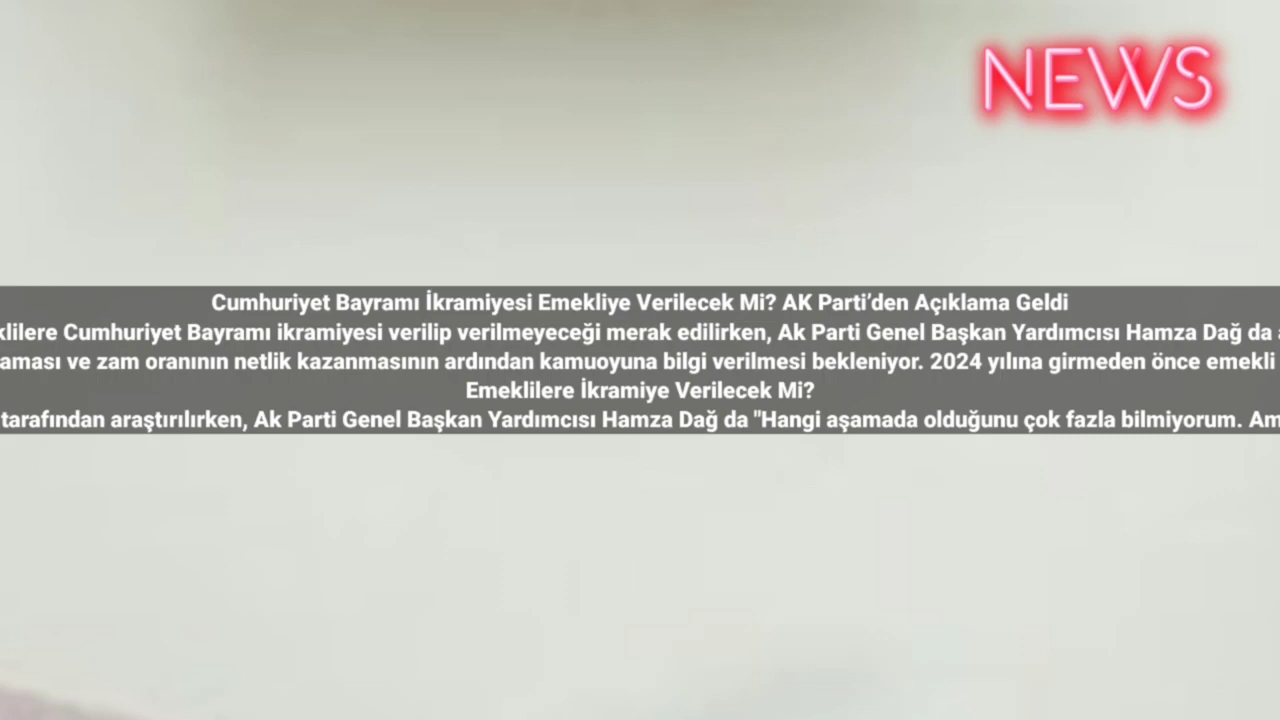 NEWS
Cumhuriyet Bayramı İkramiyesi Emekliye Verilecek Mi? AK Parti’den Açıklama Geldi
klilere Cumhuriyet Bayramı ikramiyesi verilip verilmeyeceği merak edilirken, Ak Parti Genel Başkan Yardımcısı Hamza Dağ da
aması ve zam oranının netlik kazanmasının ardından kamuoyuna bilgi verilmesi bekleniyor. 2024 yılına girmeden önce emekli
Emeklilere İkramiye Verilecek Mi?
tarafından araştırılırken, Ak Parti Genel Başkan Yardımcısı Hamza Dağ da "Hangi aşamada olduğunu çok fazla bilmiyorum. Am